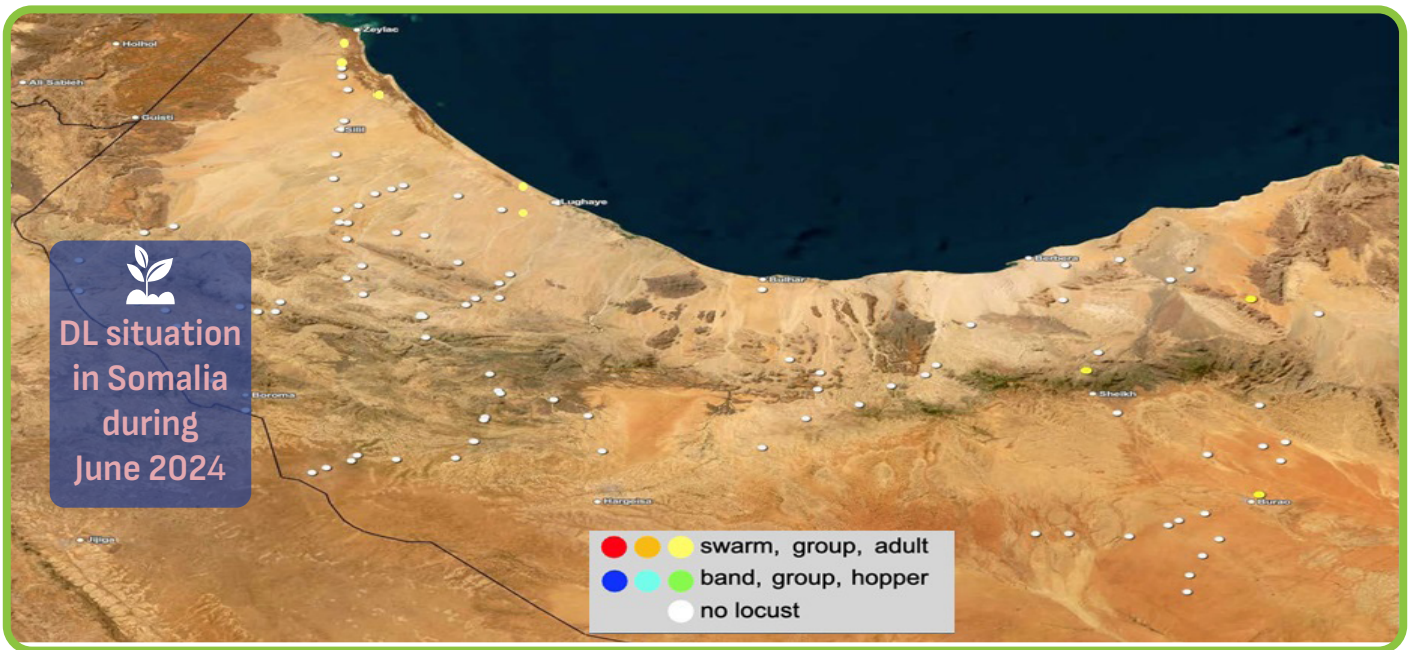 Zeylac
Holhol
Ali Sabieh
Guisti
Silil
Lughaye
Berbera
Bulhar
DL situation
in Somalia
during
June 2024
Boroma
Sheikh
Hargeisa
Burao
Jijiga
swarm, group, adult
band, group, hopper
no locust